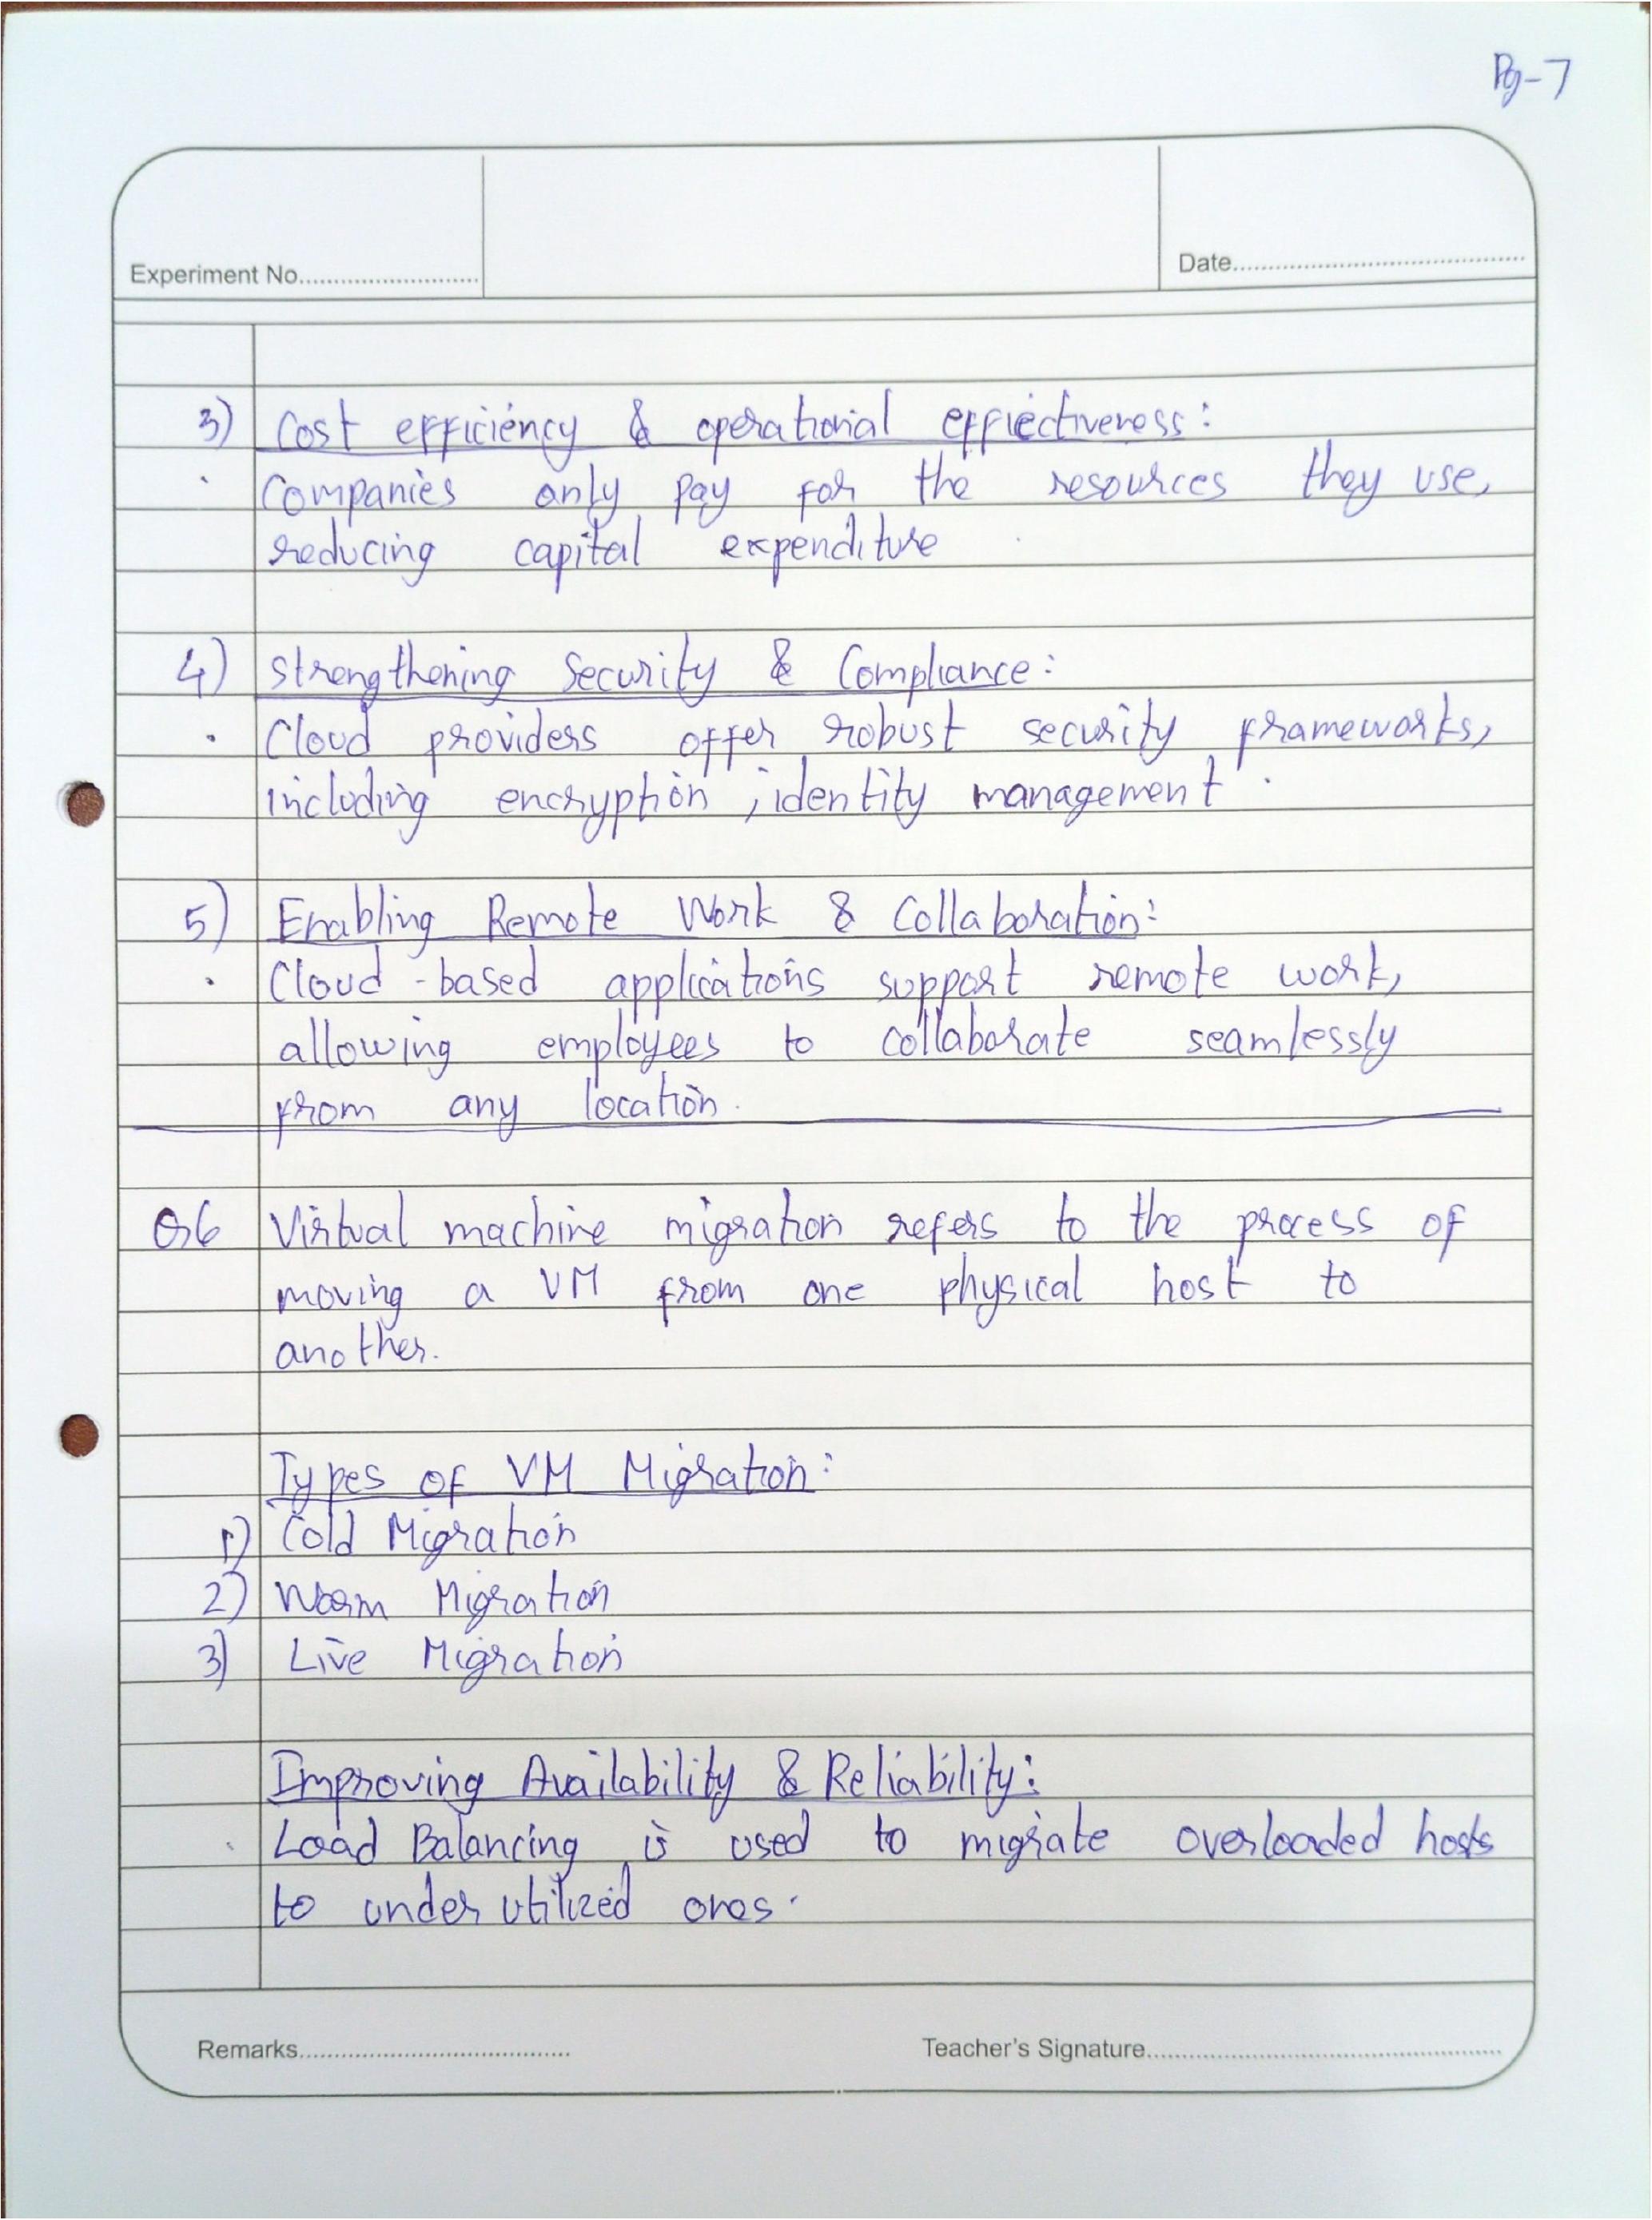 Pg-7
Experiment No.
Date
3) Cost efficiency & operational effiectiveness:
· Companies only pay for the resources they use,
reducing capital expenditure
4) Strengthening Security & Compliance:
· Cloud providers offer robust security frameworks,
including encryption, identity management.
5) Enabling Remote Work & Collaboration:
· Cloud-based applications support remote work,
allowing employees to collaborate seamlessly
from any location.
Q6 Virtual machine migration refers to the process of
moving a VM from one physical host to
another.
Types of VM Migration:
1) Cold Migration
2) Warm Migration
3) Live Migration
Improving Availability & Reliability:
· Load Balancing is used to migrate overloaded hosts
to under utilized ones.
Remarks
Teacher's Signature